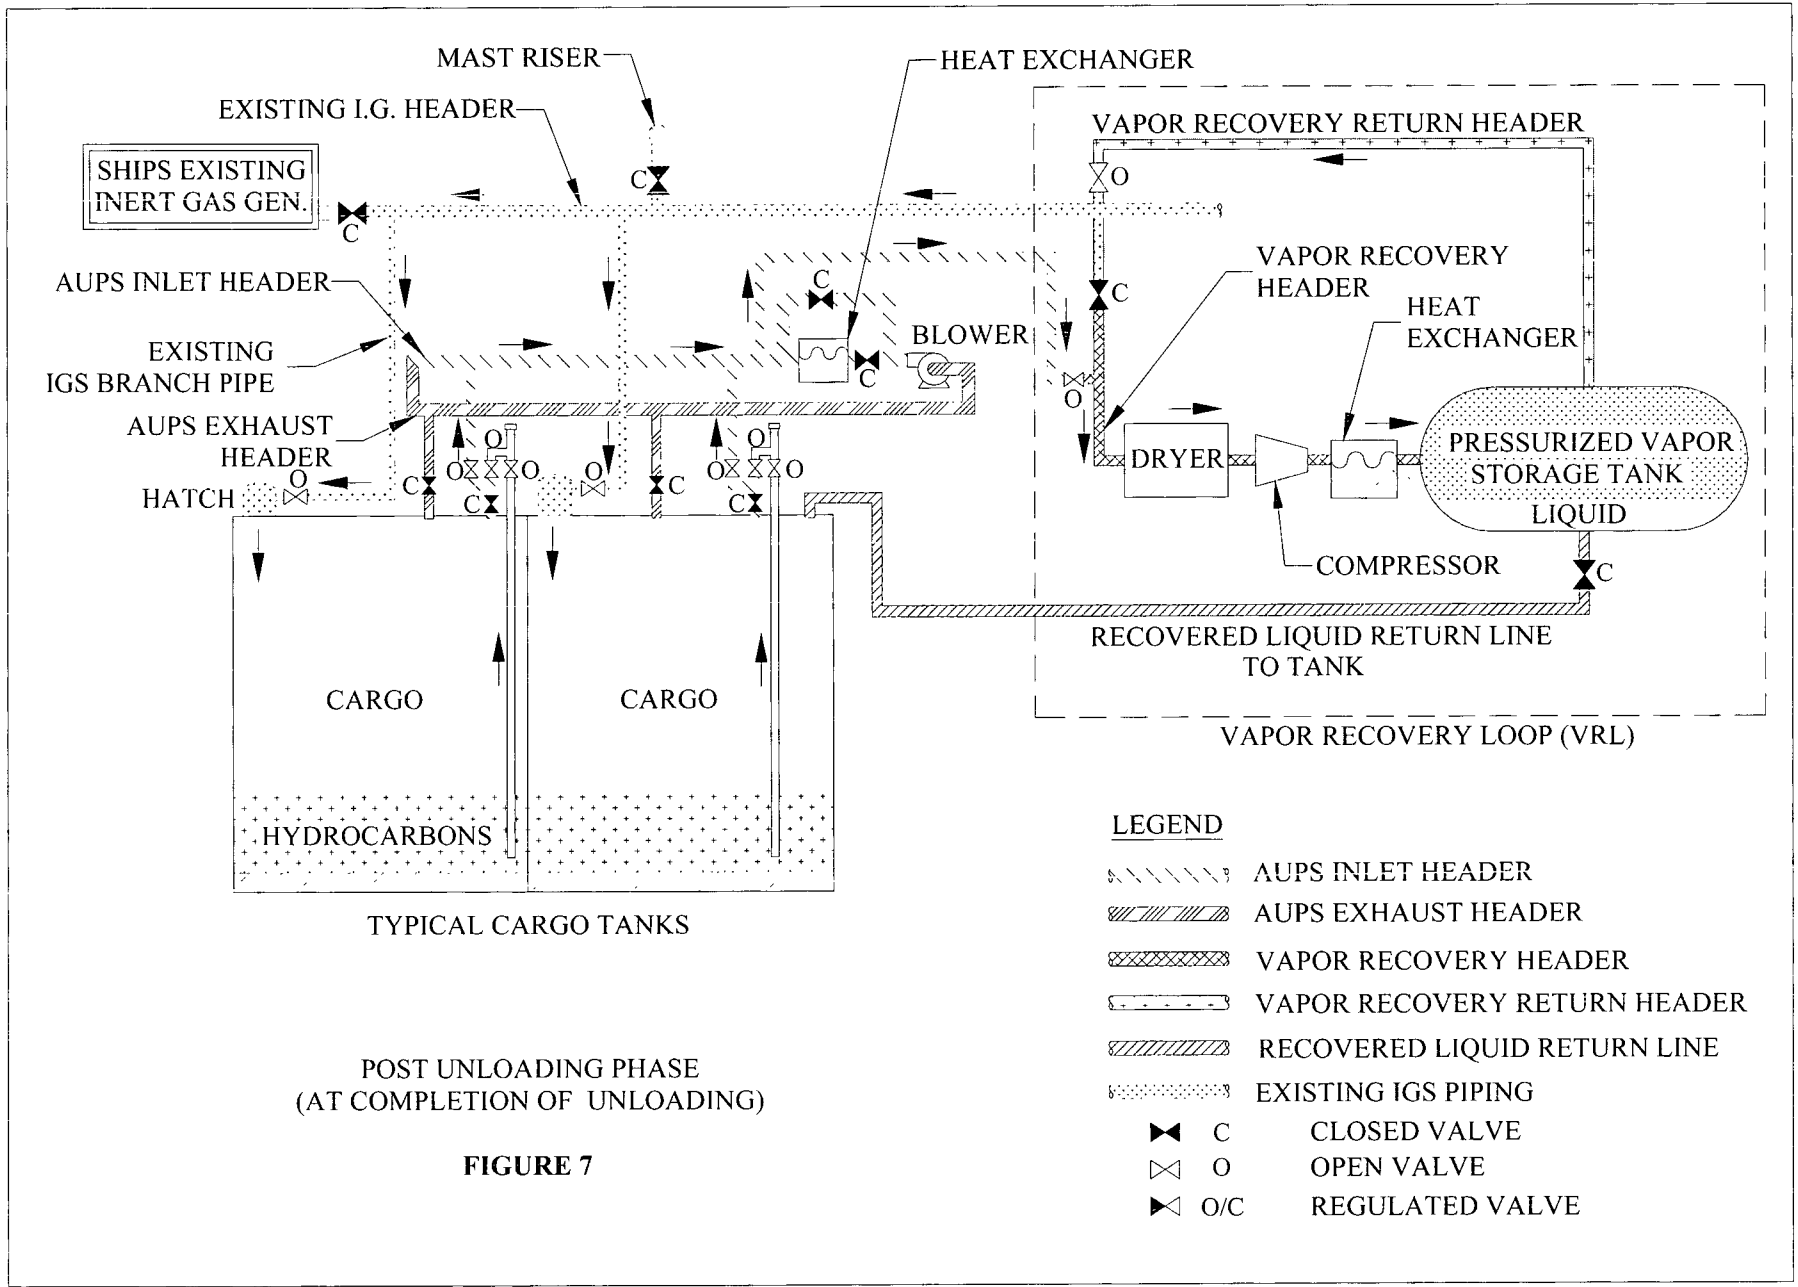 MAST RISER
HEAT EXCHANGER
EXISTING I.G. HEADER
VAPOR RECOVERY RETURN HEADER
SHIPS EXISTING
INERT GAS GEN.
C
C
O
AUPS INLET HEADER
VAPOR RECOVERY
HEADER
C
C
HEAT
EXCHANGER
BLOWER
EXISTING
IGS BRANCH PIPE
C
O
AUPS EXHAUST
HEADER
O
O
O
O
O
O
O
HATCH
O
C
C
C
C
DRYER
PRESSURIZED VAPOR
STORAGE TANK
LIQUID
COMPRESSOR
C
RECOVERED LIQUID RETURN LINE
TO TANK
CARGO
CARGO
VAPOR RECOVERY LOOP (VRL)
HYDROCARBONS
TYPICAL CARGO TANKS
LEGEND
AUPS INLET HEADER
AUPS EXHAUST HEADER
VAPOR RECOVERY HEADER
VAPOR RECOVERY RETURN HEADER
RECOVERED LIQUID RETURN LINE
EXISTING IGS PIPING
C CLOSED VALVE
O OPEN VALVE
O/C REGULATED VALVE
POST UNLOADING PHASE
(AT COMPLETION OF UNLOADING)
FIGURE 7